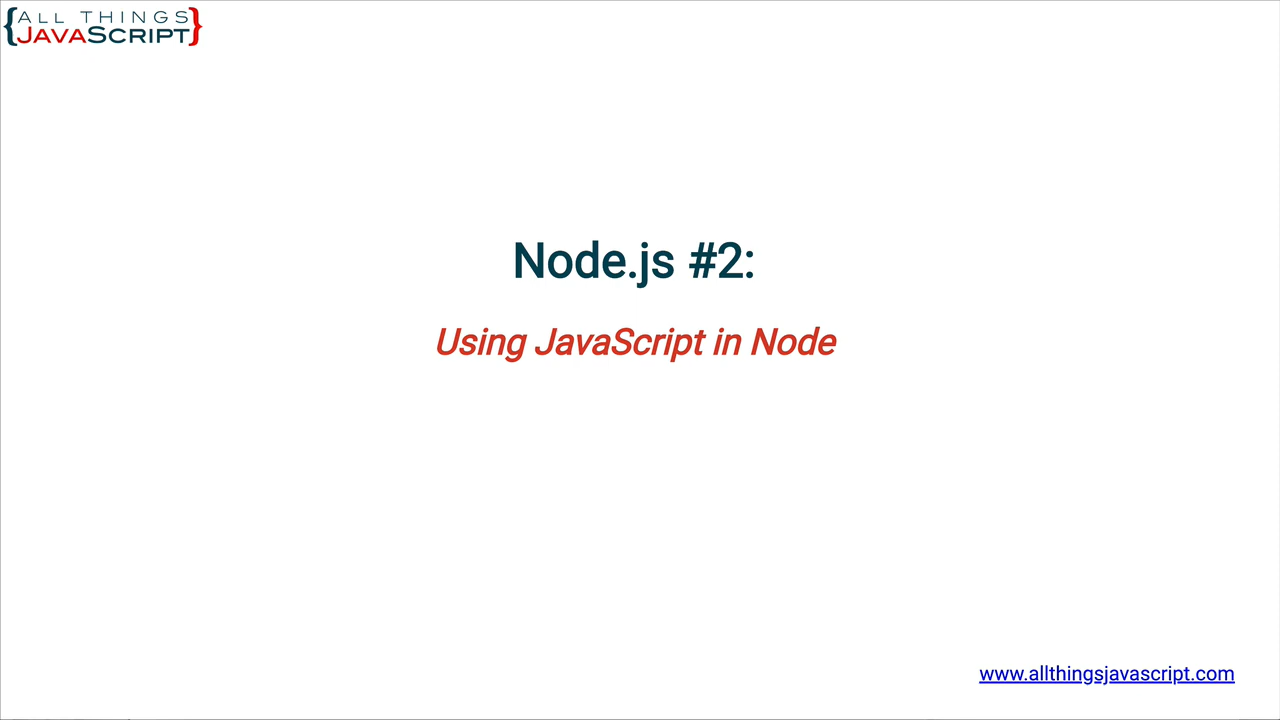 {ALL THINGS
JAVASCRIPT}
Node.js #2:
Using JavaScript in Node
www.allthingsjavascript.com